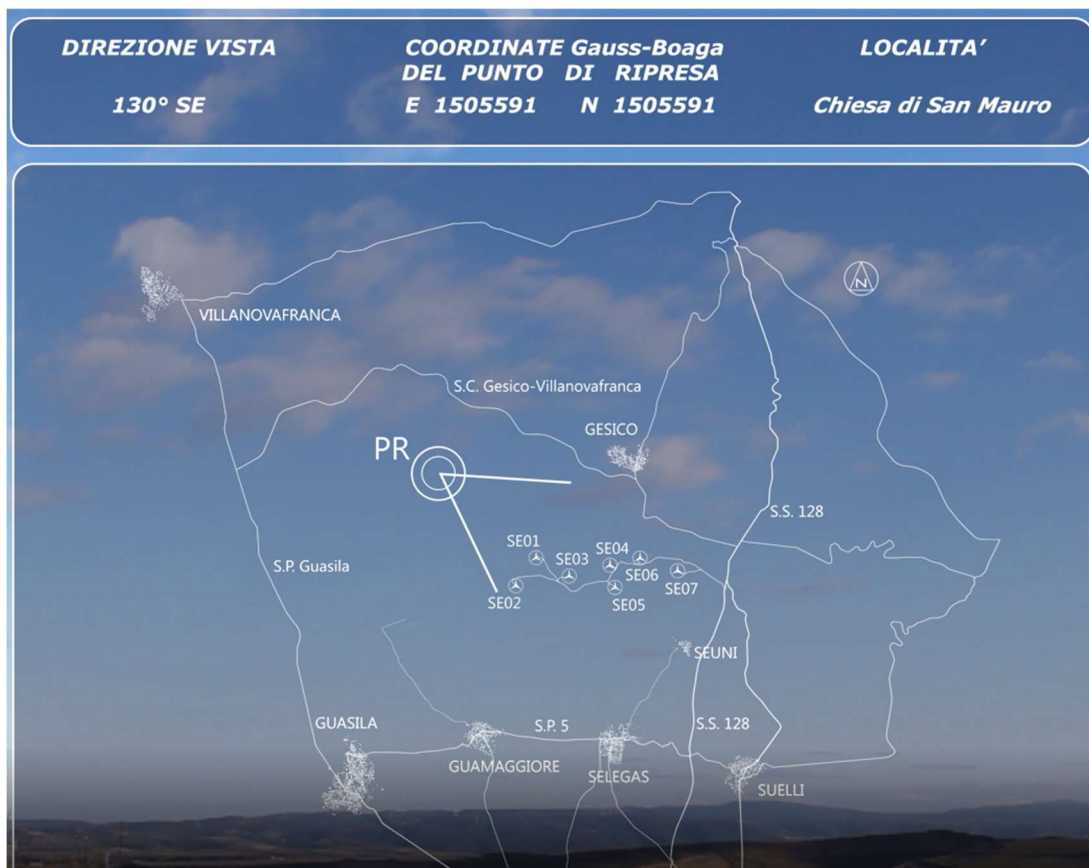 DIREZIONE VISTA
130° SE
COORDINATE Gauss-Boaga
DEL PUNTO DI RIPRESA
E 1505591 N 1505591
LOCALITA’
Chiesa di San Mauro
N
VILLANOVAFRANCA
S.C. Gesico-Villanovafranca
GESICO
PR
S.S. 128
S.P. Guasila
SE01
SE03
SE04
SE06
SE07
SE02
SE05
SEUNI
GUASILA
S.P. 5
S.S. 128
GUAMAGGIORE
SELEGAS
SUELLI